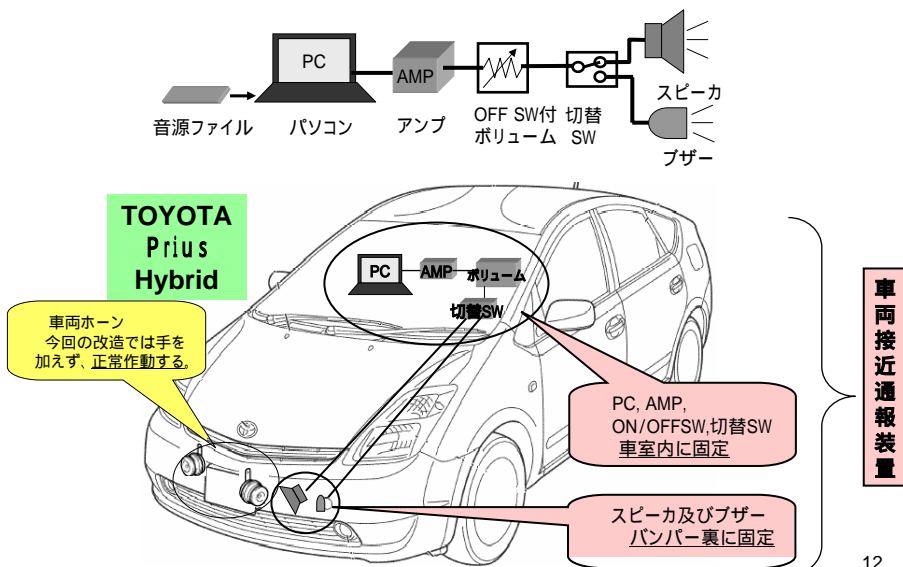 PC
AMP
音源ファイル
パソコン
アンプ
OFF SW付
ボリューム
切替
SW
スピーカ
ブザー
TOYOTA
Prius
Hybrid
PC
AMP
ボリューム
切替SW
車両ホーン
今回の改造では手を
加えず、正常作動する。
PC, AMP,
ON/OFFSW,切替SW
車室内に固定
スピーカ及びブザー
バンパー裏に固定
車両接近通報装置
12